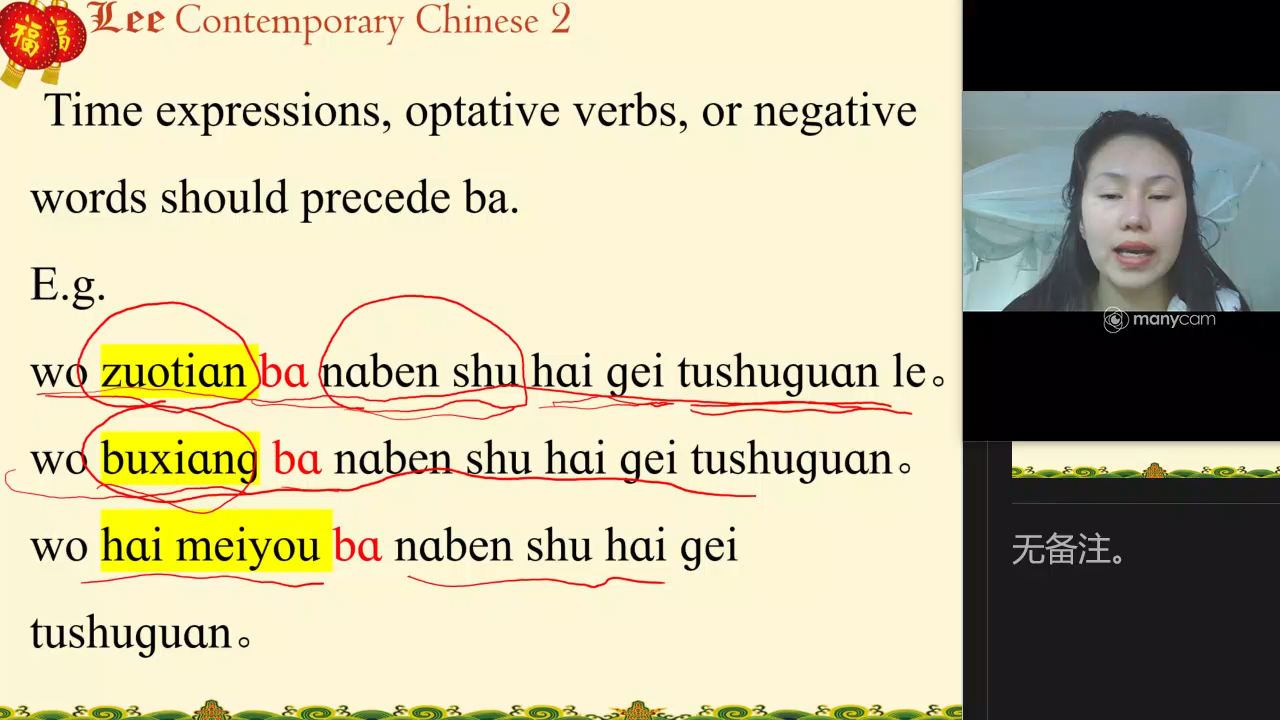 Lee Contemporary Chinese 2
Time expressions, optative verbs, or negative
words should precede ba.
E.g.
wo zuotian ba naben shu hai gei tushuguan le。
wo buxiang ba naben shu hai gei tushuguan。
wo hai meiyou ba naben shu hai gei
tushuguan。
福
福
manycam
无备注。